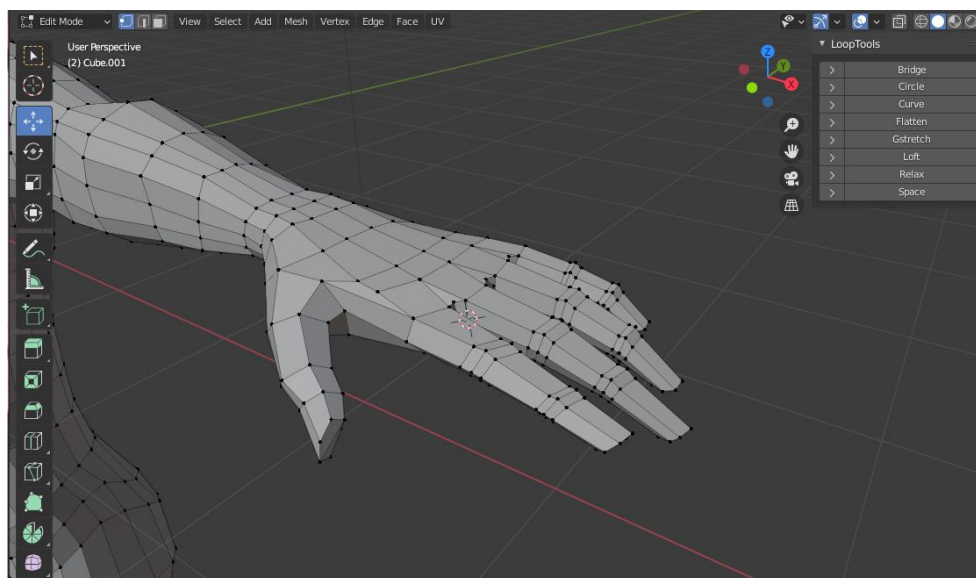 Edit Mode View Select Add Mesh Vertex Edge Face UV
User Perspective
(2) Cube.001
Z
Y
X
LoopTools
Bridge
Circle
Curve
Flatten
Gstretch
Loft
Relax
Space